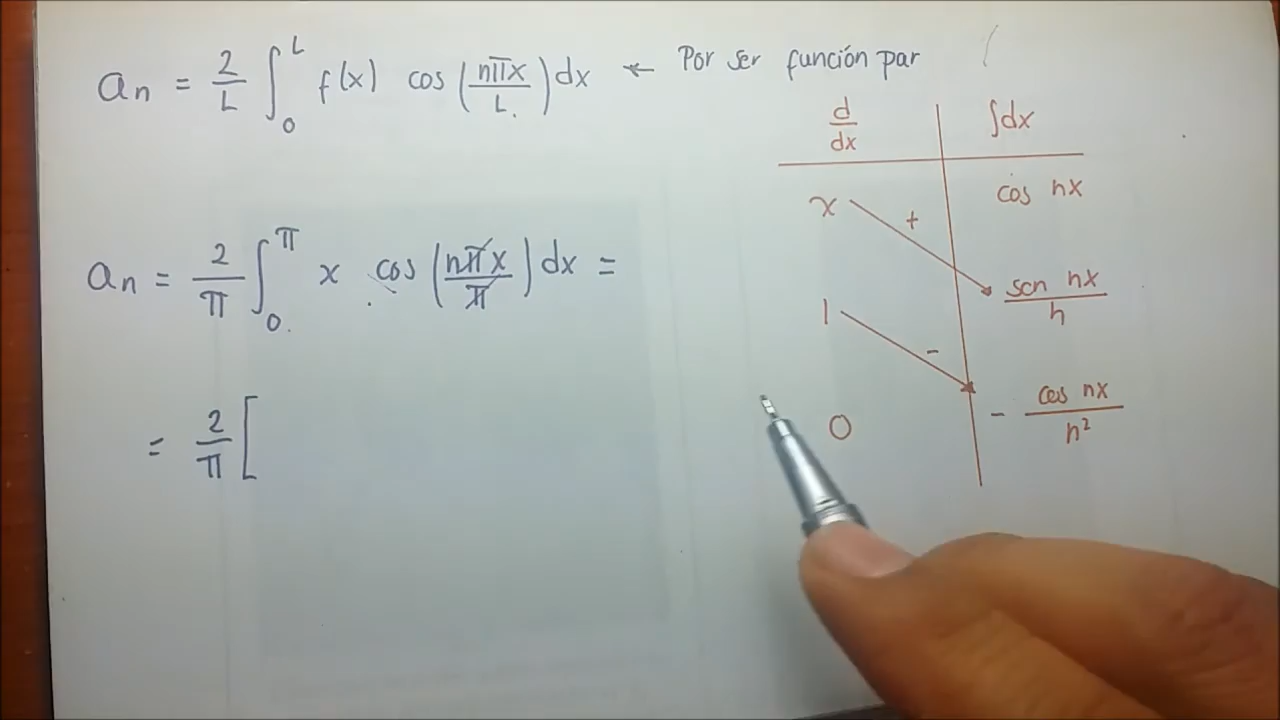 an = 2/L ∫₀ᴸ f(x) cos (nπx/L) dx ← Por ser función par
d/dx ∫dx
x + cos nx
an = 2/π ∫₀^π x cos (nπx/π) dx =
sen nx/n
1 -
= 2/π [
0 - cos nx/n²